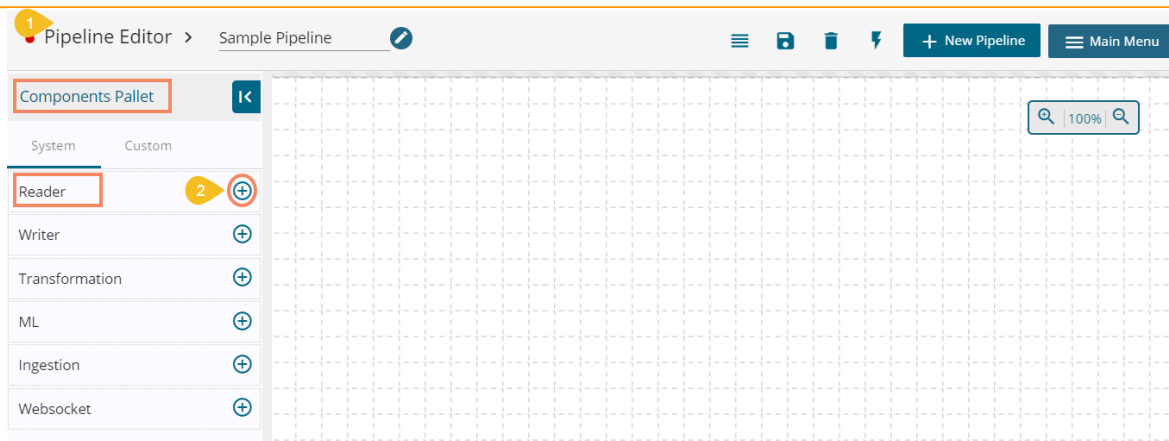 1
Pipeline Editor > Sample Pipeline
+ New Pipeline
Main Menu
Components Pallet
100%
System Custom
Reader 2
Writer
Transformation
ML
Ingestion
Websocket